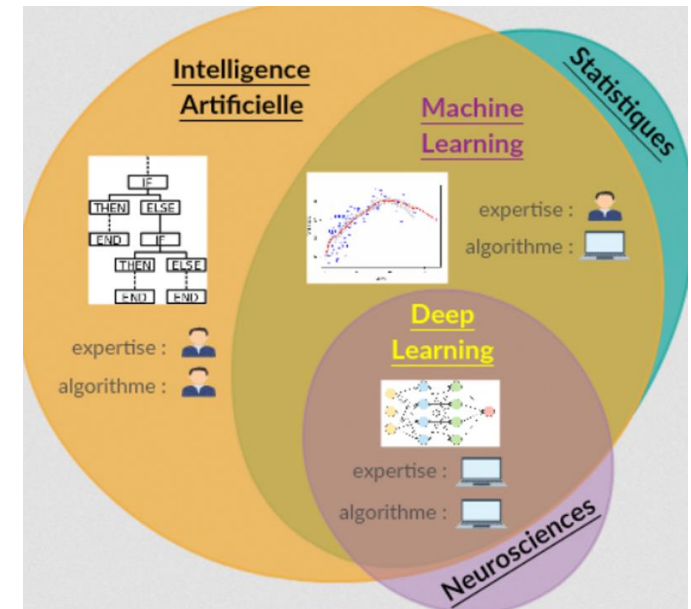 Intelligence
Artificielle
IF
THEN ELSE
END IF
THEN ELSE
END END
expertise :
algorithme :
Machine
Learning
expertise :
algorithme :
Statistiques
Deep
Learning
expertise :
algorithme :
Neurosciences